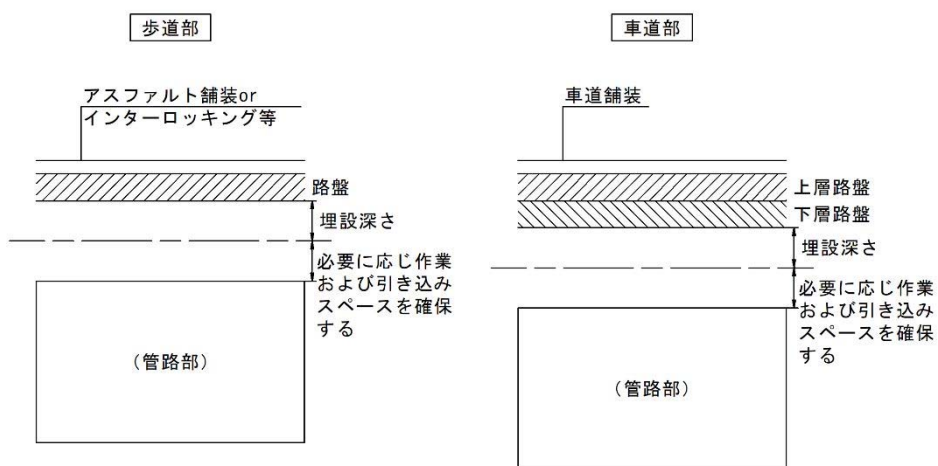 歩道部
アスファルト舗装or
インターロッキング等
路盤
埋設深さ
必要に応じ作業
および引き込み
スペースを確保
する
(管路部)
車道部
車道舗装
上層路盤
下層路盤
埋設深さ
必要に応じ作業
および引き込み
スペースを確保
する
(管路部)